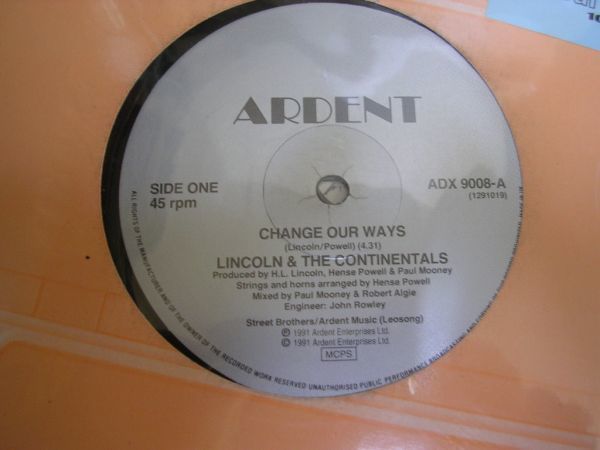 ARDENT
SIDE ONE
45 rpm
ADX 9008-A
(1291019)
CHANGE OUR WAYS
(Lincoln/Powell) (4.31)
LINCOLN & THE CONTINENTALS
Produced by H.L. Lincoln, Hense Powell & Paul Mooney
Strings and horns arranged by Hense Powell
Mixed by Paul Mooney & Robert Algie
Engineer: John Rowley
Street Brothers/Ardent Music (Leosong)
℗ 1991 Ardent Enterprises Ltd.
© 1991 Ardent Enterprises Ltd.
MCPS
ALL RIGHTS OF THE MANUFACTURER AND OF THE OWNER OF THE RECORDED WORK RESERVED UNAUTHORISED PUBLIC PERFORMANCE BROADCASTING AND